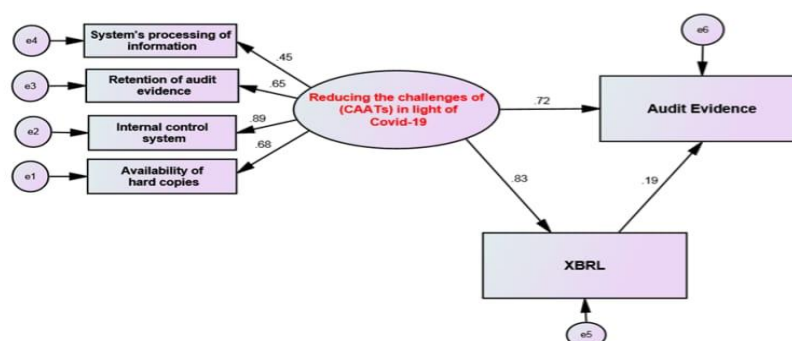 e4
System's processing of
information
.45
e3
Retention of audit
evidence
.65
e2
Internal control
system
.89
e1
Availability of
hard copies
.68
Reducing the challenges of
(CAATs) in light of
Covid-19
.72
e6
Audit Evidence
.83
.19
XBRL
e5